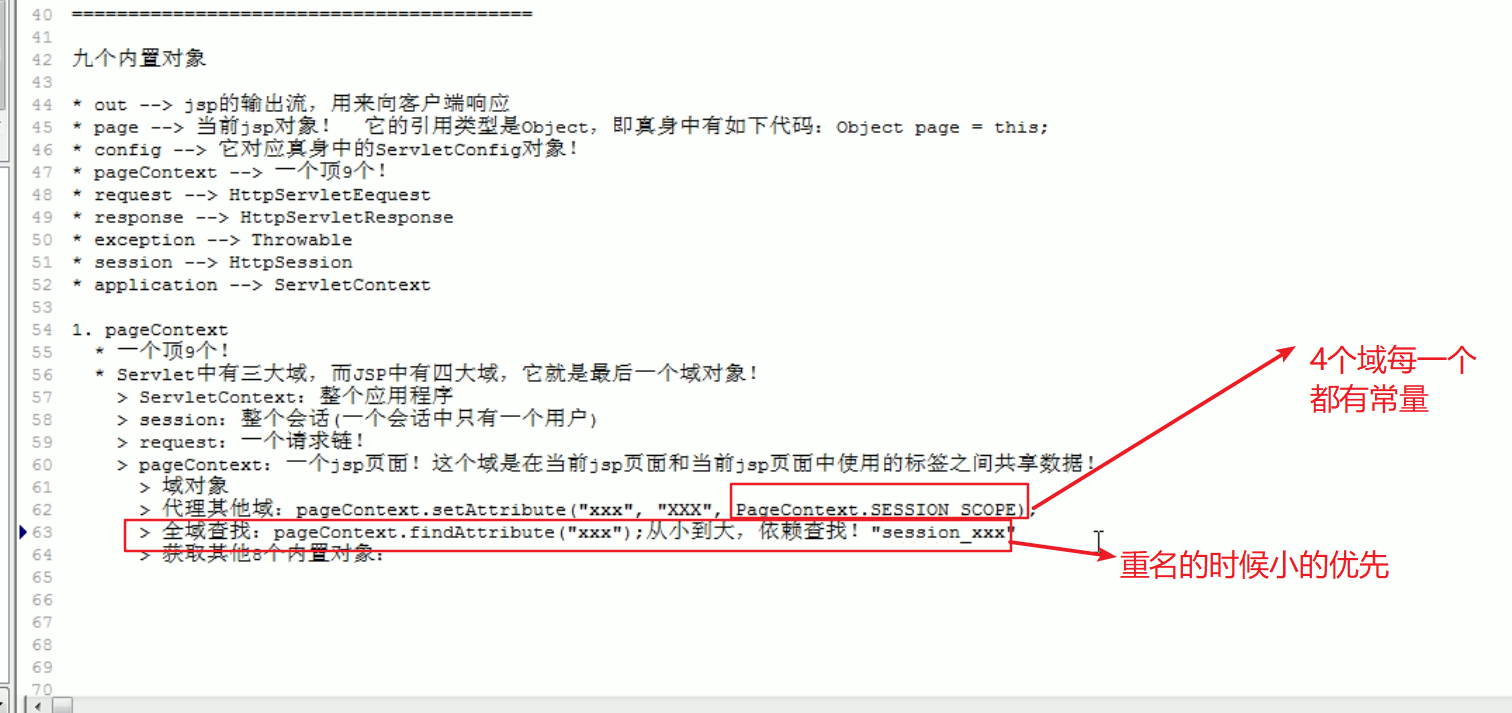 40 =========================================
41
42 九个内置对象
43
44 * out --> jsp的输出流，用来向客户端响应
45 * page --> 当前jsp对象！ 它的引用类型是Object，即真身中有如下代码：Object page = this;
46 * config --> 它对应真身中的ServletConfig对象！
47 * pageContext --> 一个顶9个！
48 * request --> HttpServletEequest
49 * response --> HttpServletResponse
50 * exception --> Throwable
51 * session --> HttpSession
52 * application --> ServletContext
53
54 1. pageContext
55 * 一个顶9个！
56 * Servlet中有三大域，而JSP中有四大域，它就是最后一个域对象！
57 > ServletContext：整个应用程序
58 > session：整个会话(一个会话中只有一个用户)
59 > request：一个请求链！
60 > pageContext：一个jsp页面！这个域是在当前jsp页面和当前jsp页面中使用的标签之间共享数据！
61 > 域对象
62 > 代理其他域：pageContext.setAttribute("xxx", "XXX", PageContext.SESSION_SCOPE);
63 > 全域查找：pageContext.findAttribute("xxx");从小到大，依赖查找！"session_xxx"
64 > 获取其他8个内置对象：
65
66
67
68
69
70
4个域每一个
都有常量
重名的时候小的优先